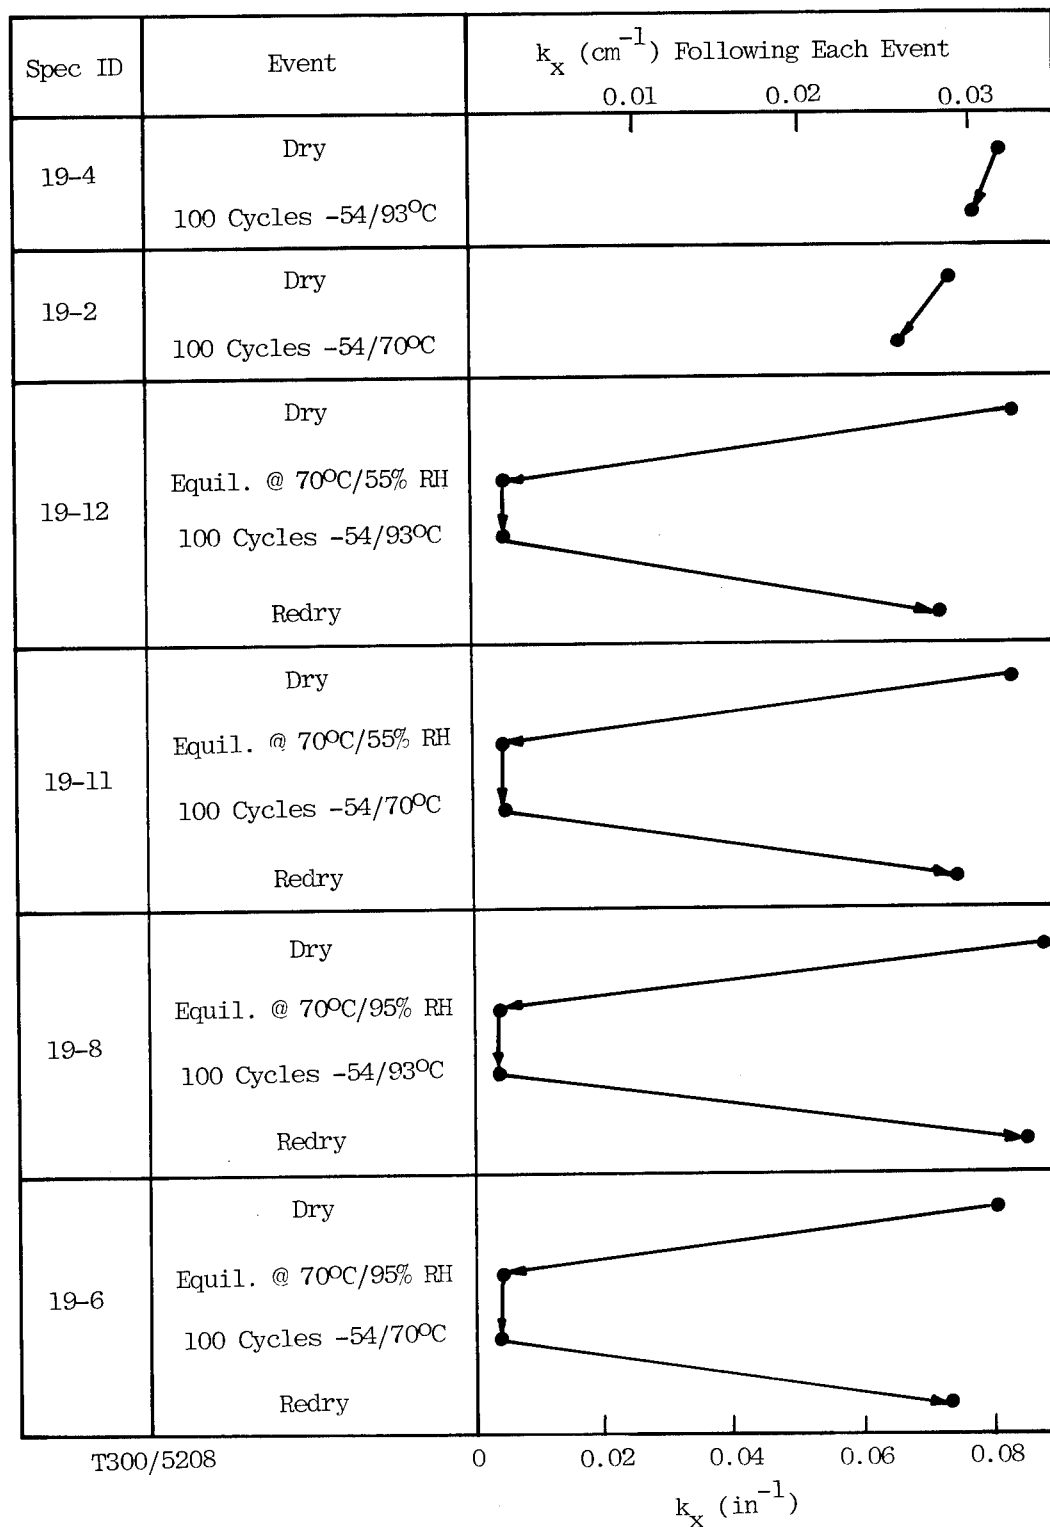 Spec ID
Event
k_x (cm^-1) Following Each Event
0.01 0.02 0.03
19-4
Dry
100 Cycles -54/93°C
19-2
Dry
100 Cycles -54/70°C
19-12
Dry
Equil. @ 70°C/55% RH
100 Cycles -54/93°C
Redry
19-11
Dry
Equil. @ 70°C/55% RH
100 Cycles -54/70°C
Redry
19-8
Dry
Equil. @ 70°C/95% RH
100 Cycles -54/93°C
Redry
19-6
Dry
Equil. @ 70°C/95% RH
100 Cycles -54/70°C
Redry
T300/5208
0 0.02 0.04 0.06 0.08
k_x (in^-1)